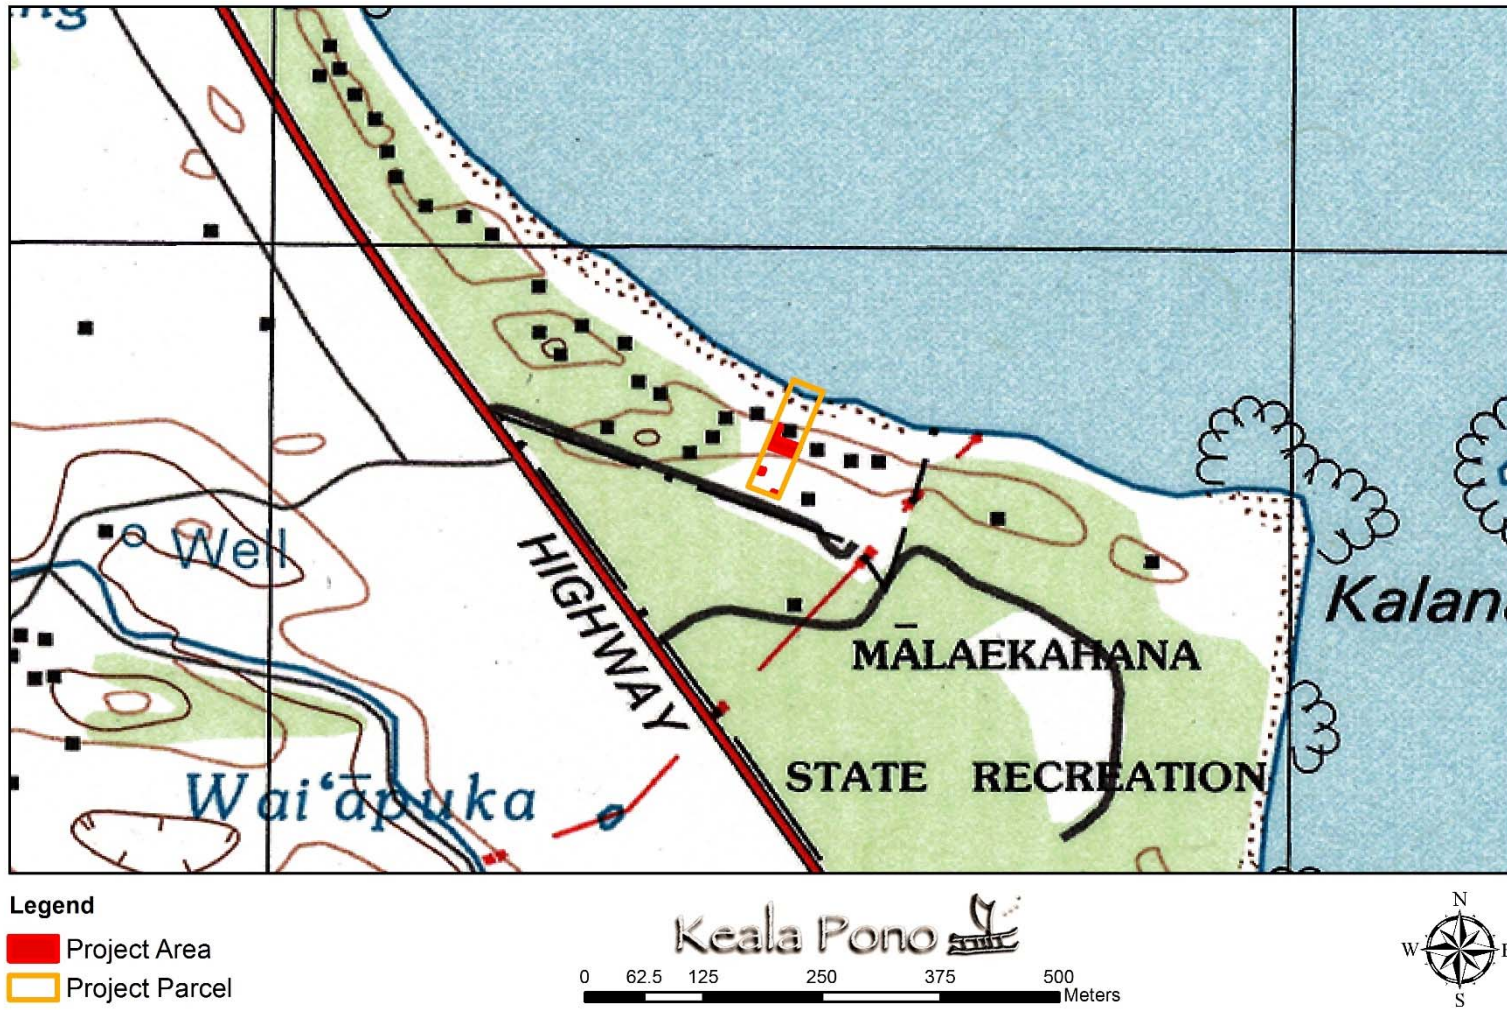 Well
HIGHWAY
Kalan
MĀLAEKAHANA
STATE RECREATION
Wai‘āpuka
Legend
Project Area
Project Parcel
Keala Pono
0 62.5 125 250 375 500
Meters
N
W
S